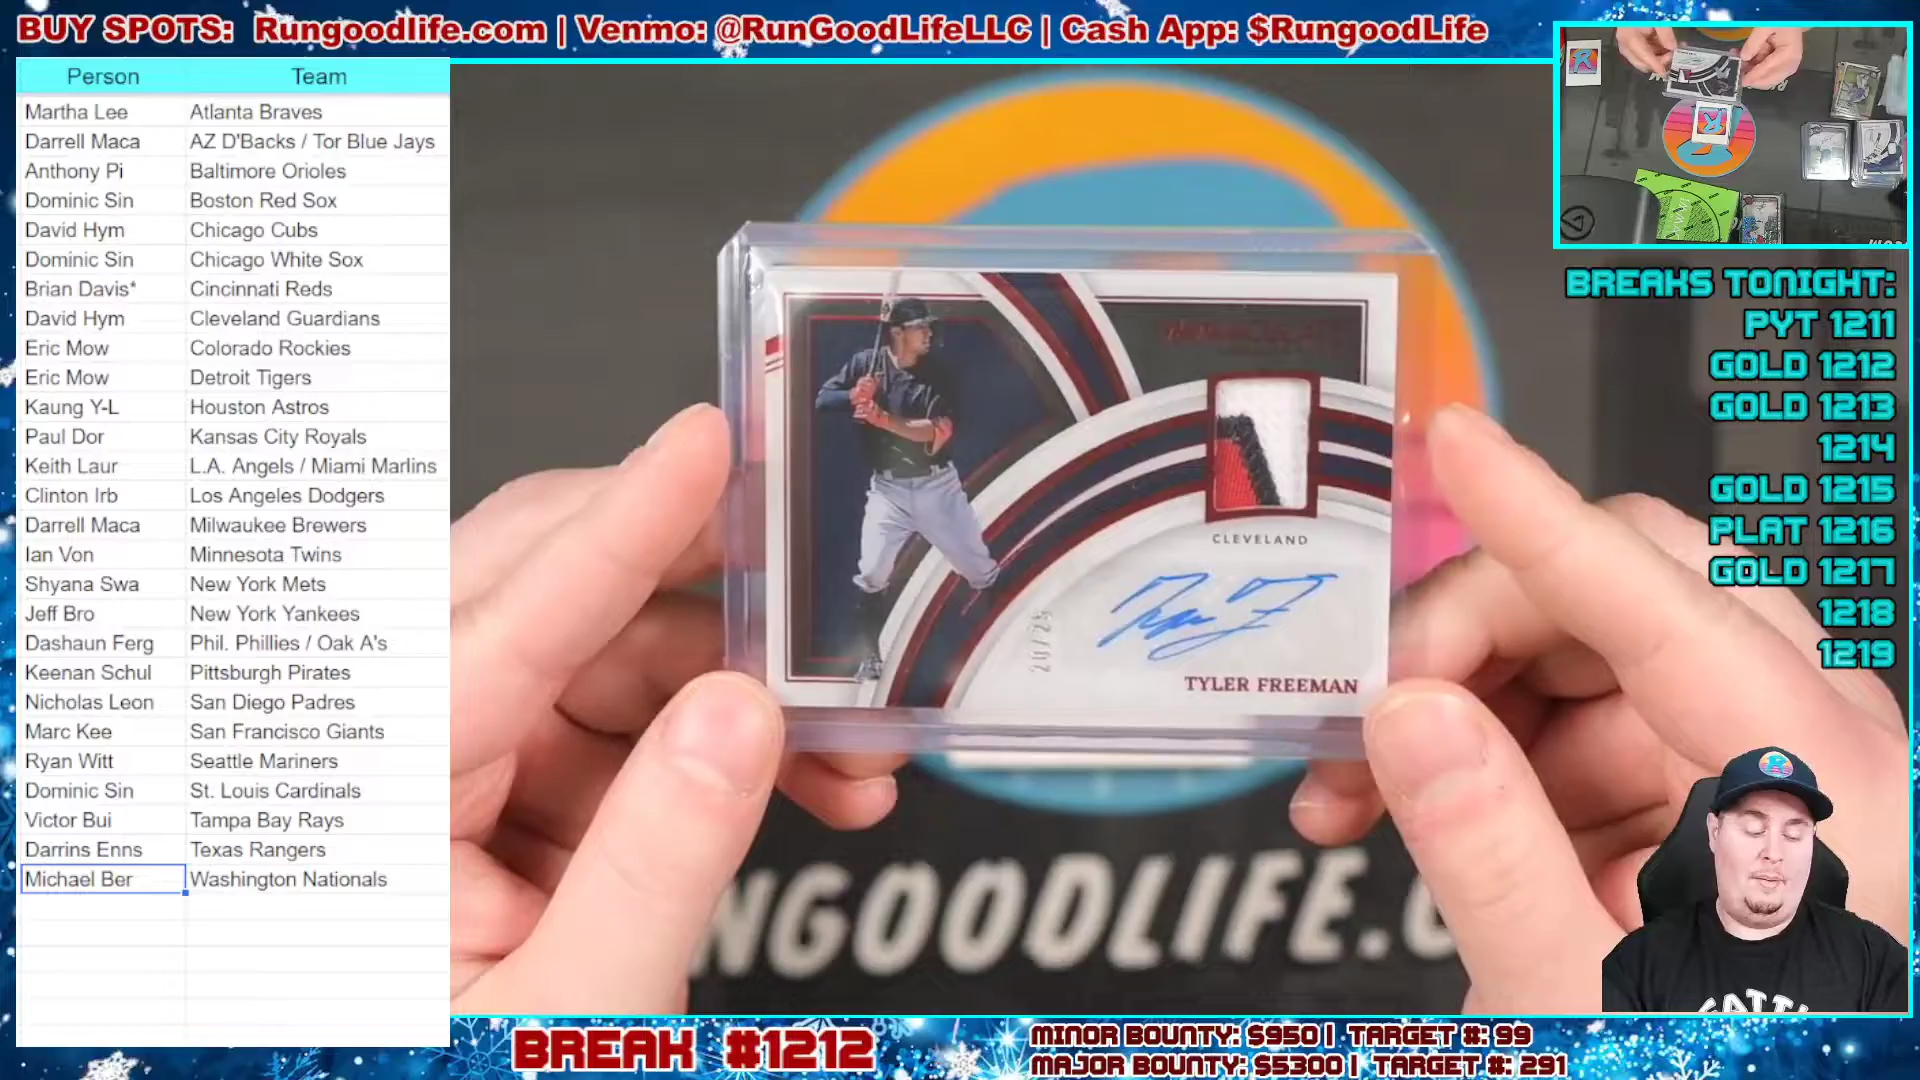 BUY SPOTS: Rungoodlife.com | Venmo: @RunGoodLifeLLC | Cash App: $RungoodLife
Person Team
Martha Lee Atlanta Braves
Darrell Maca AZ D'Backs / Tor Blue Jays
Anthony Pi Baltimore Orioles
Dominic Sin Boston Red Sox
David Hym Chicago Cubs
Dominic Sin Chicago White Sox
Brian Davis* Cincinnati Reds
David Hym Cleveland Guardians
Eric Mow Colorado Rockies
Eric Mow Detroit Tigers
Kaung Y-L Houston Astros
Paul Dor Kansas City Royals
Keith Laur L.A. Angels / Miami Marlins
Clinton Irb Los Angeles Dodgers
Darrell Maca Milwaukee Brewers
Ian Von Minnesota Twins
Shyana Swa New York Mets
Jeff Bro New York Yankees
Dashaun Ferg Phil. Phillies / Oak A's
Keenan Schul Pittsburgh Pirates
Nicholas Leon San Diego Padres
Marc Kee San Francisco Giants
Ryan Witt Seattle Mariners
Dominic Sin St. Louis Cardinals
Victor Bui Tampa Bay Rays
Darrins Enns Texas Rangers
Michael Ber Washington Nationals
CLEVELAND
20/25
TYLER FREEMAN
NGOODLIFE.C
BREAKS TONIGHT:
PYT 1211
GOLD 1212
GOLD 1213
1214
GOLD 1215
PLAT 1216
GOLD 1217
1218
1219
BREAK #1212
MINOR BOUNTY: $950 | TARGET #: 99
MAJOR BOUNTY: $5300 | TARGET #: 291